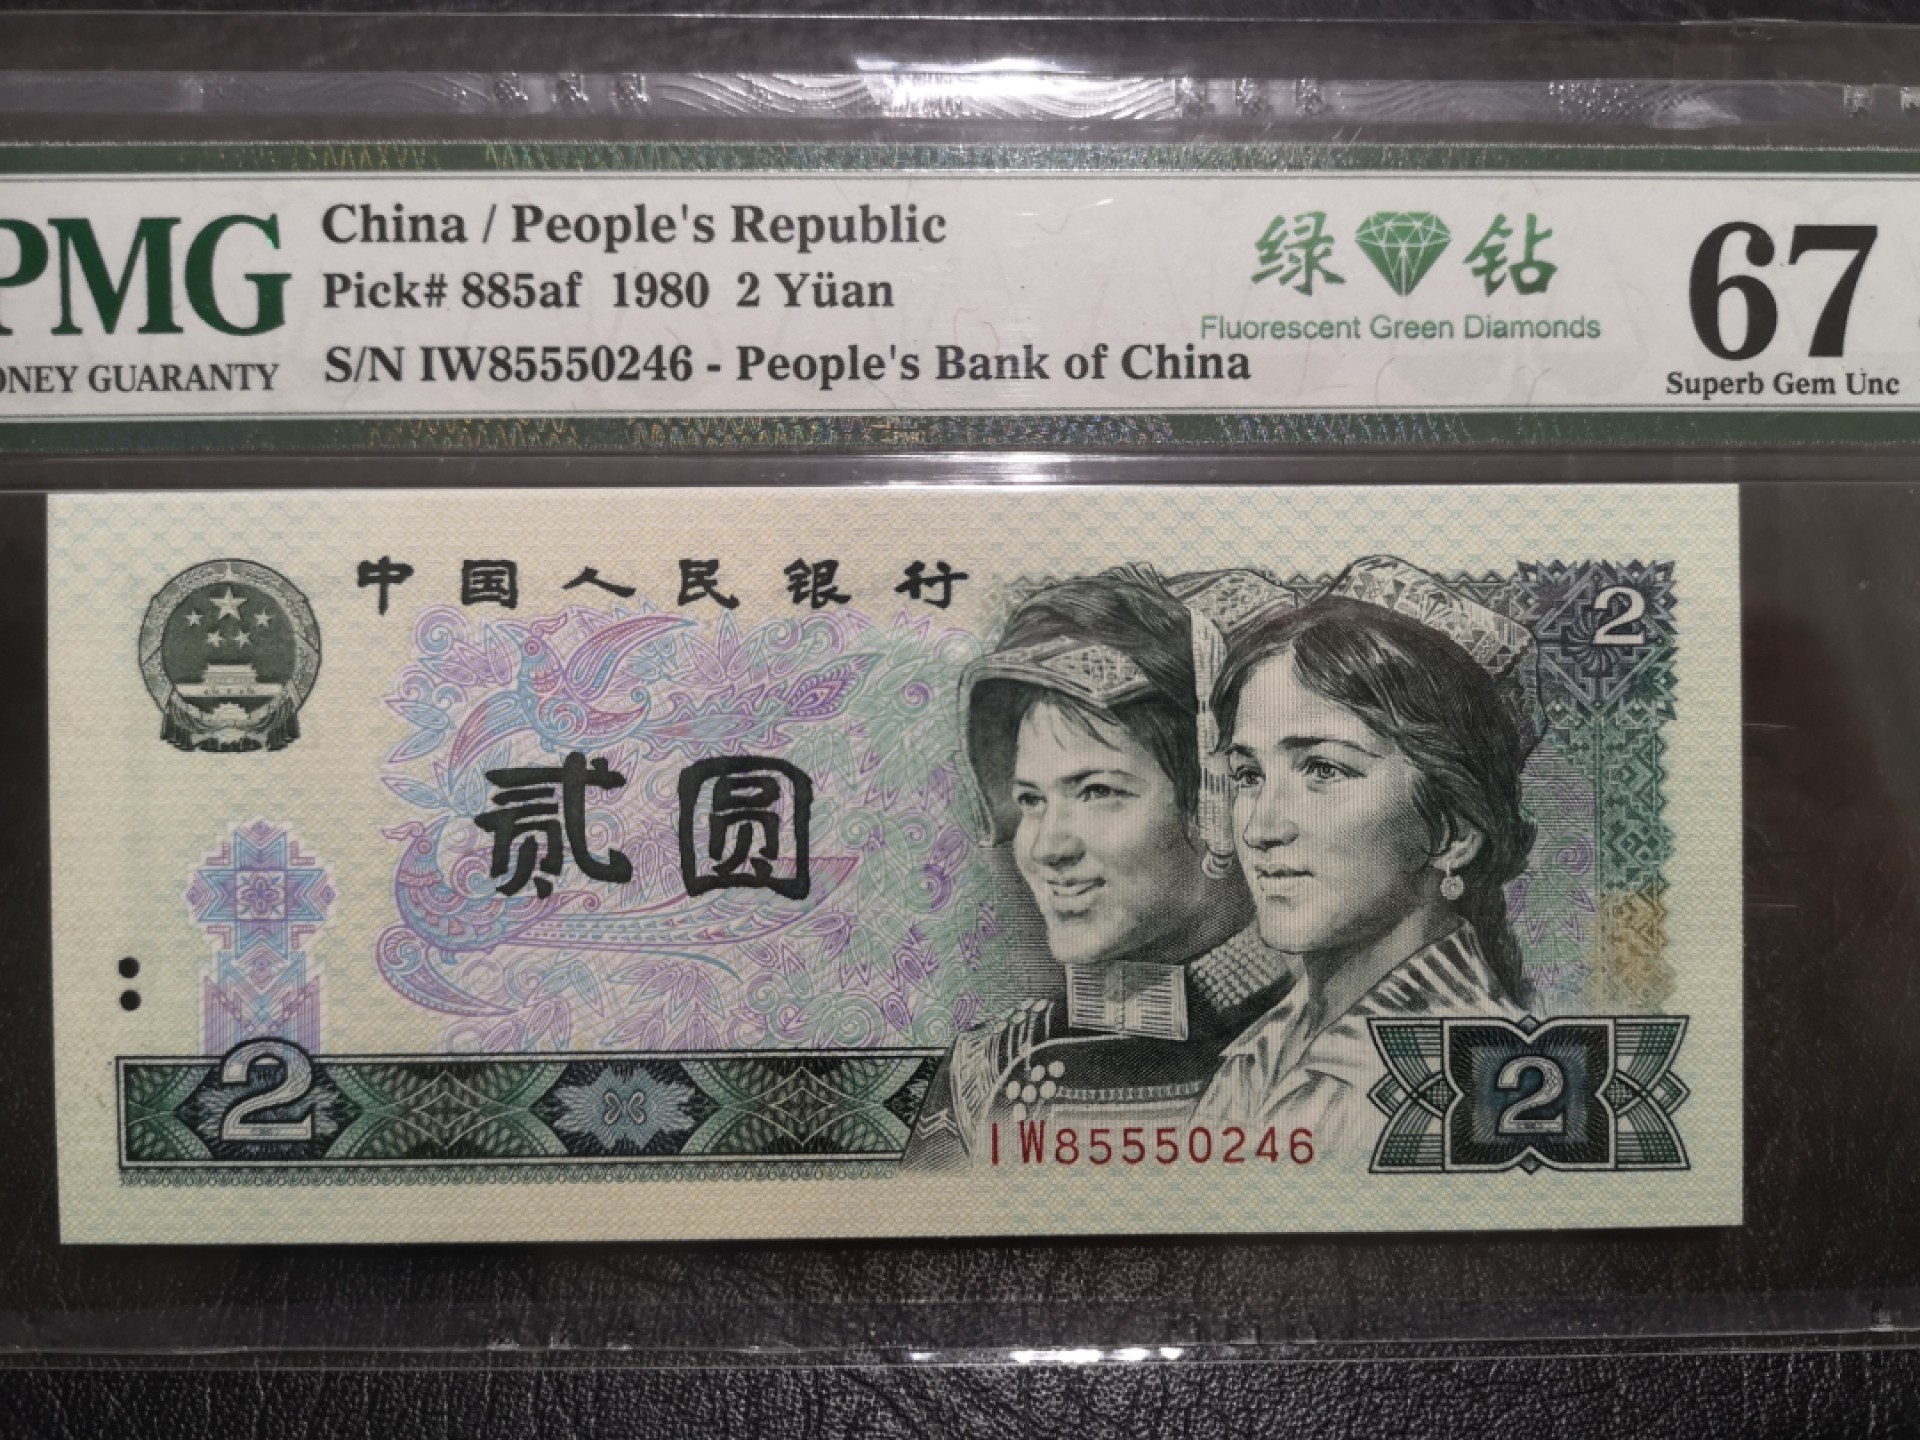 PMG
ONEY GUARANTY
China / People's Republic
Pick# 885af 1980 2 Yüan
S/N IW85550246 - People's Bank of China
绿 钻
Fluorescent Green Diamonds
67
Superb Gem Unc
中国人民银行
2
贰圆
2
IW85550246
2